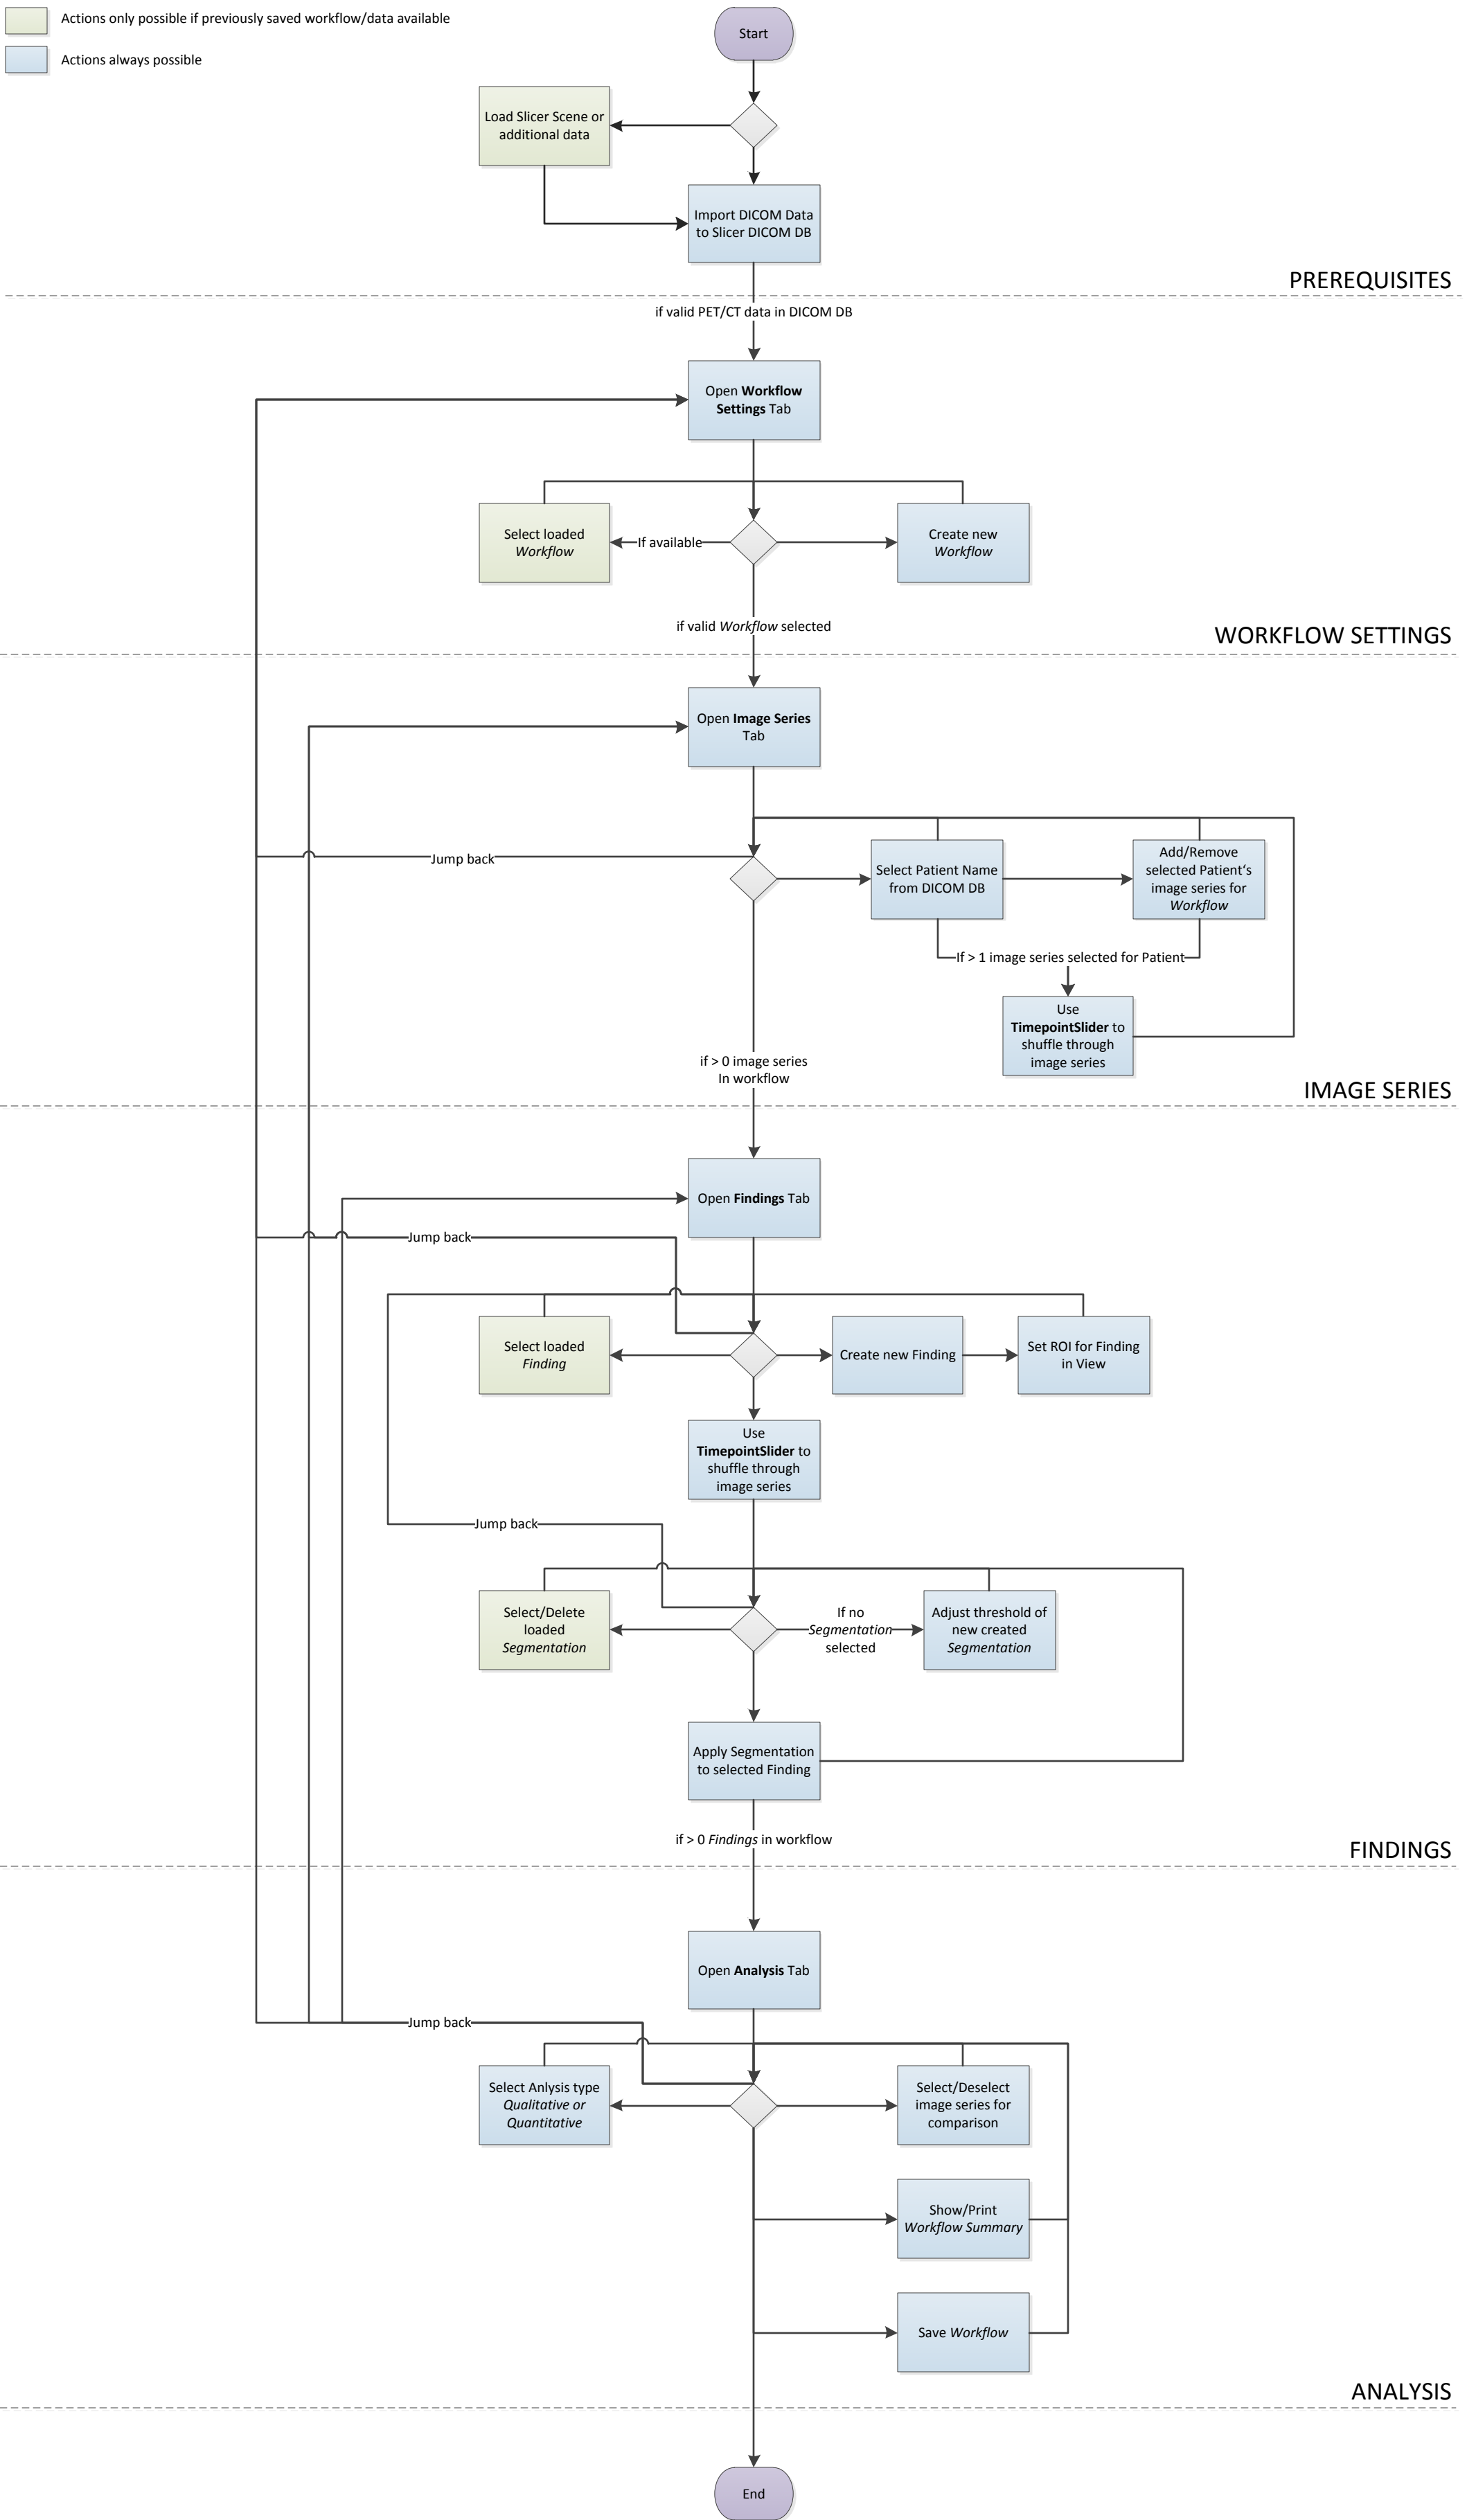 Actions only possible if previously saved workflow/data available
Actions always possible
Start
Load Slicer Scene or
additional data
Import DICOM Data
to Slicer DICOM DB
PREREQUISITES
if valid PET/CT data in DICOM DB
Open Workflow
Settings Tab
Select loaded
Workflow
If available
Create new
Workflow
if valid Workflow selected
WORKFLOW SETTINGS
Open Image Series
Tab
Jump back
Select Patient Name
from DICOM DB
Add/Remove
selected Patient‘s
image series for
Workflow
If > 1 image series selected for Patient
Use
TimepointSlider to
shuffle through
image series
if > 0 image series
In workflow
IMAGE SERIES
Open Findings Tab
Jump back
Select loaded
Finding
Create new Finding
Set ROI for Finding
in View
Use
TimepointSlider to
shuffle through
image series
Jump back
Select/Delete
loaded
Segmentation
If no
Segmentation
selected
Adjust threshold of
new created
Segmentation
Apply Segmentation
to selected Finding
if > 0 Findings in workflow
FINDINGS
Open Analysis Tab
Jump back
Select Anlysis type
Qualitative or
Quantitative
Select/Deselect
image series for
comparison
Show/Print
Workflow Summary
Save Workflow
ANALYSIS
End